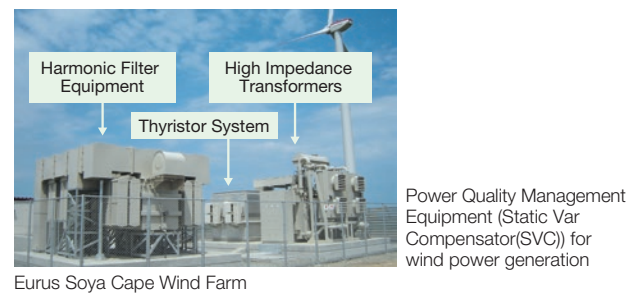 Harmonic Filter
Equipment
High Impedance
Transformers
Thyristor System
Power Quality Management
Equipment (Static Var
Compensator(SVC)) for
wind power generation
Eurus Soya Cape Wind Farm